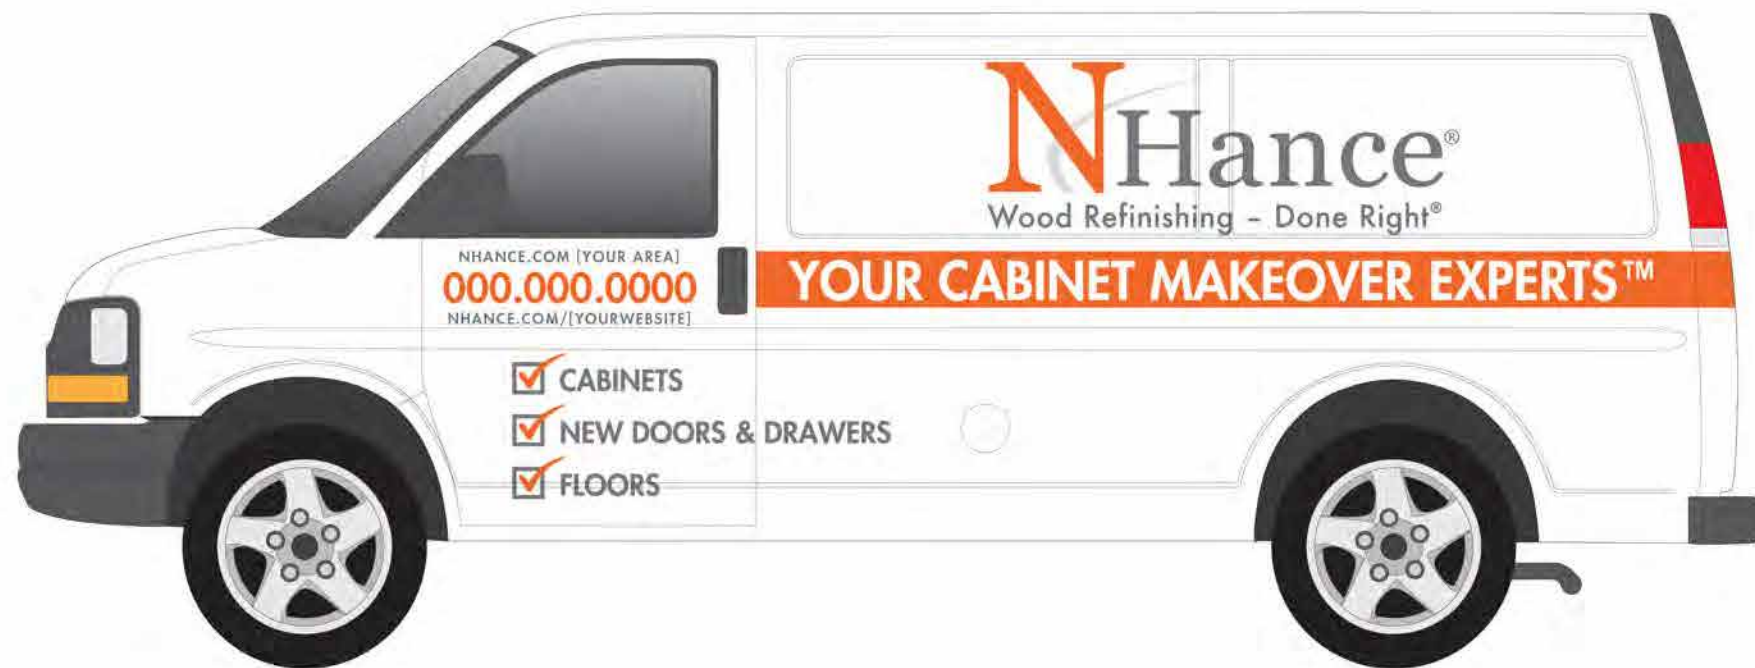 NHance®
Wood Refinishing – Done Right®
NHANCE.COM [YOUR AREA]
000.000.0000
NHANCE.COM/[YOURWEBSITE]
YOUR CABINET MAKEOVER EXPERTS™
CABINETS
NEW DOORS & DRAWERS
FLOORS